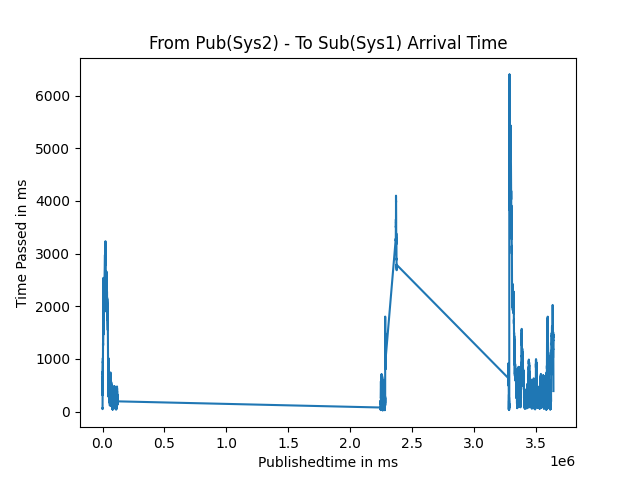 From Pub(Sys2) - To Sub(Sys1) Arrival Time
Time Passed in ms
6000
5000
4000
3000
2000
1000
0
0.0 0.5 1.0 1.5 2.0 2.5 3.0 3.5
1e6
Publishedtime in ms